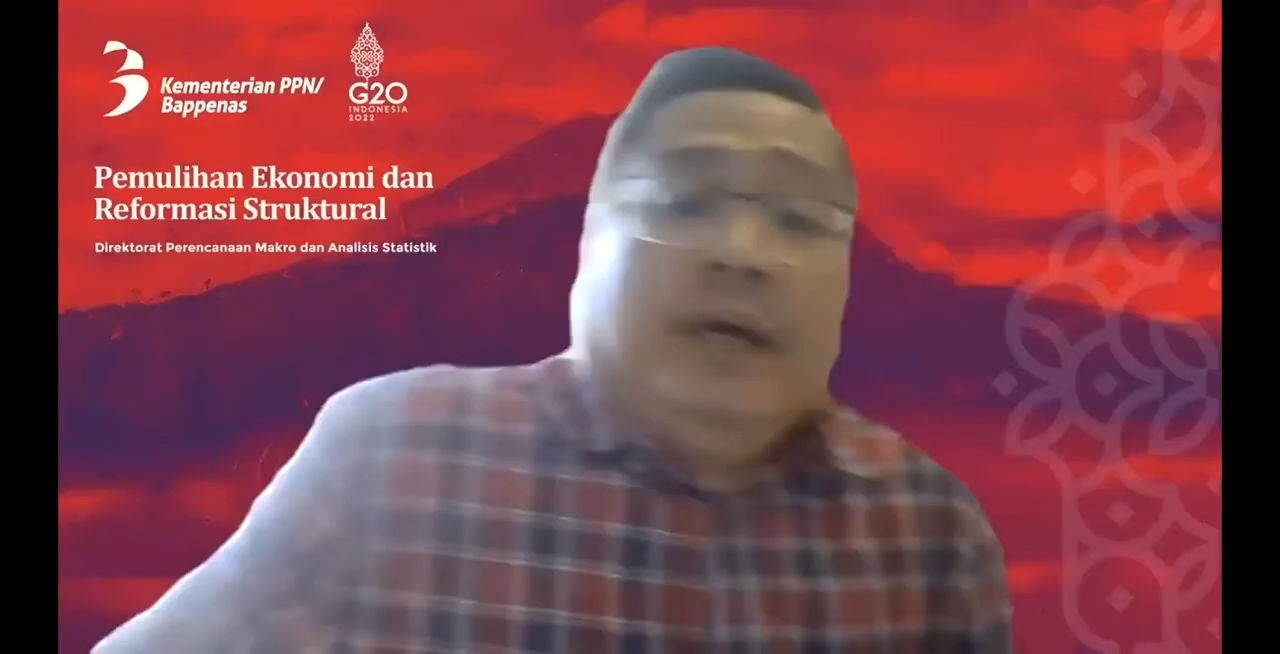 Kementerian PPN/
Bappenas
G20
INDONESIA
2022
Pemulihan Ekonomi dan
Reformasi Struktural
Direktorat Perencanaan Makro dan Analisis Statistik